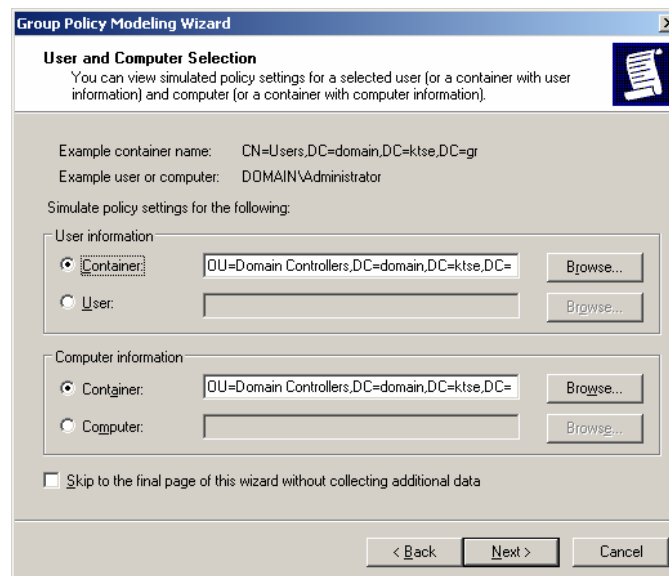 Group Policy Modeling Wizard
User and Computer Selection
You can view simulated policy settings for a selected user (or a container with user
information) and computer (or a container with computer information).
Example container name: CN=Users,DC=domain,DC=ktse,DC=gr
Example user or computer: DOMAIN\Administrator
Simulate policy settings for the following:
User information
Container: OU=Domain Controllers,DC=domain,DC=ktse,DC= Browse...
User: Browse...
Computer information
Container: OU=Domain Controllers,DC=domain,DC=ktse,DC= Browse...
Computer: Browse...
Skip to the final page of this wizard without collecting additional data
< Back Next > Cancel